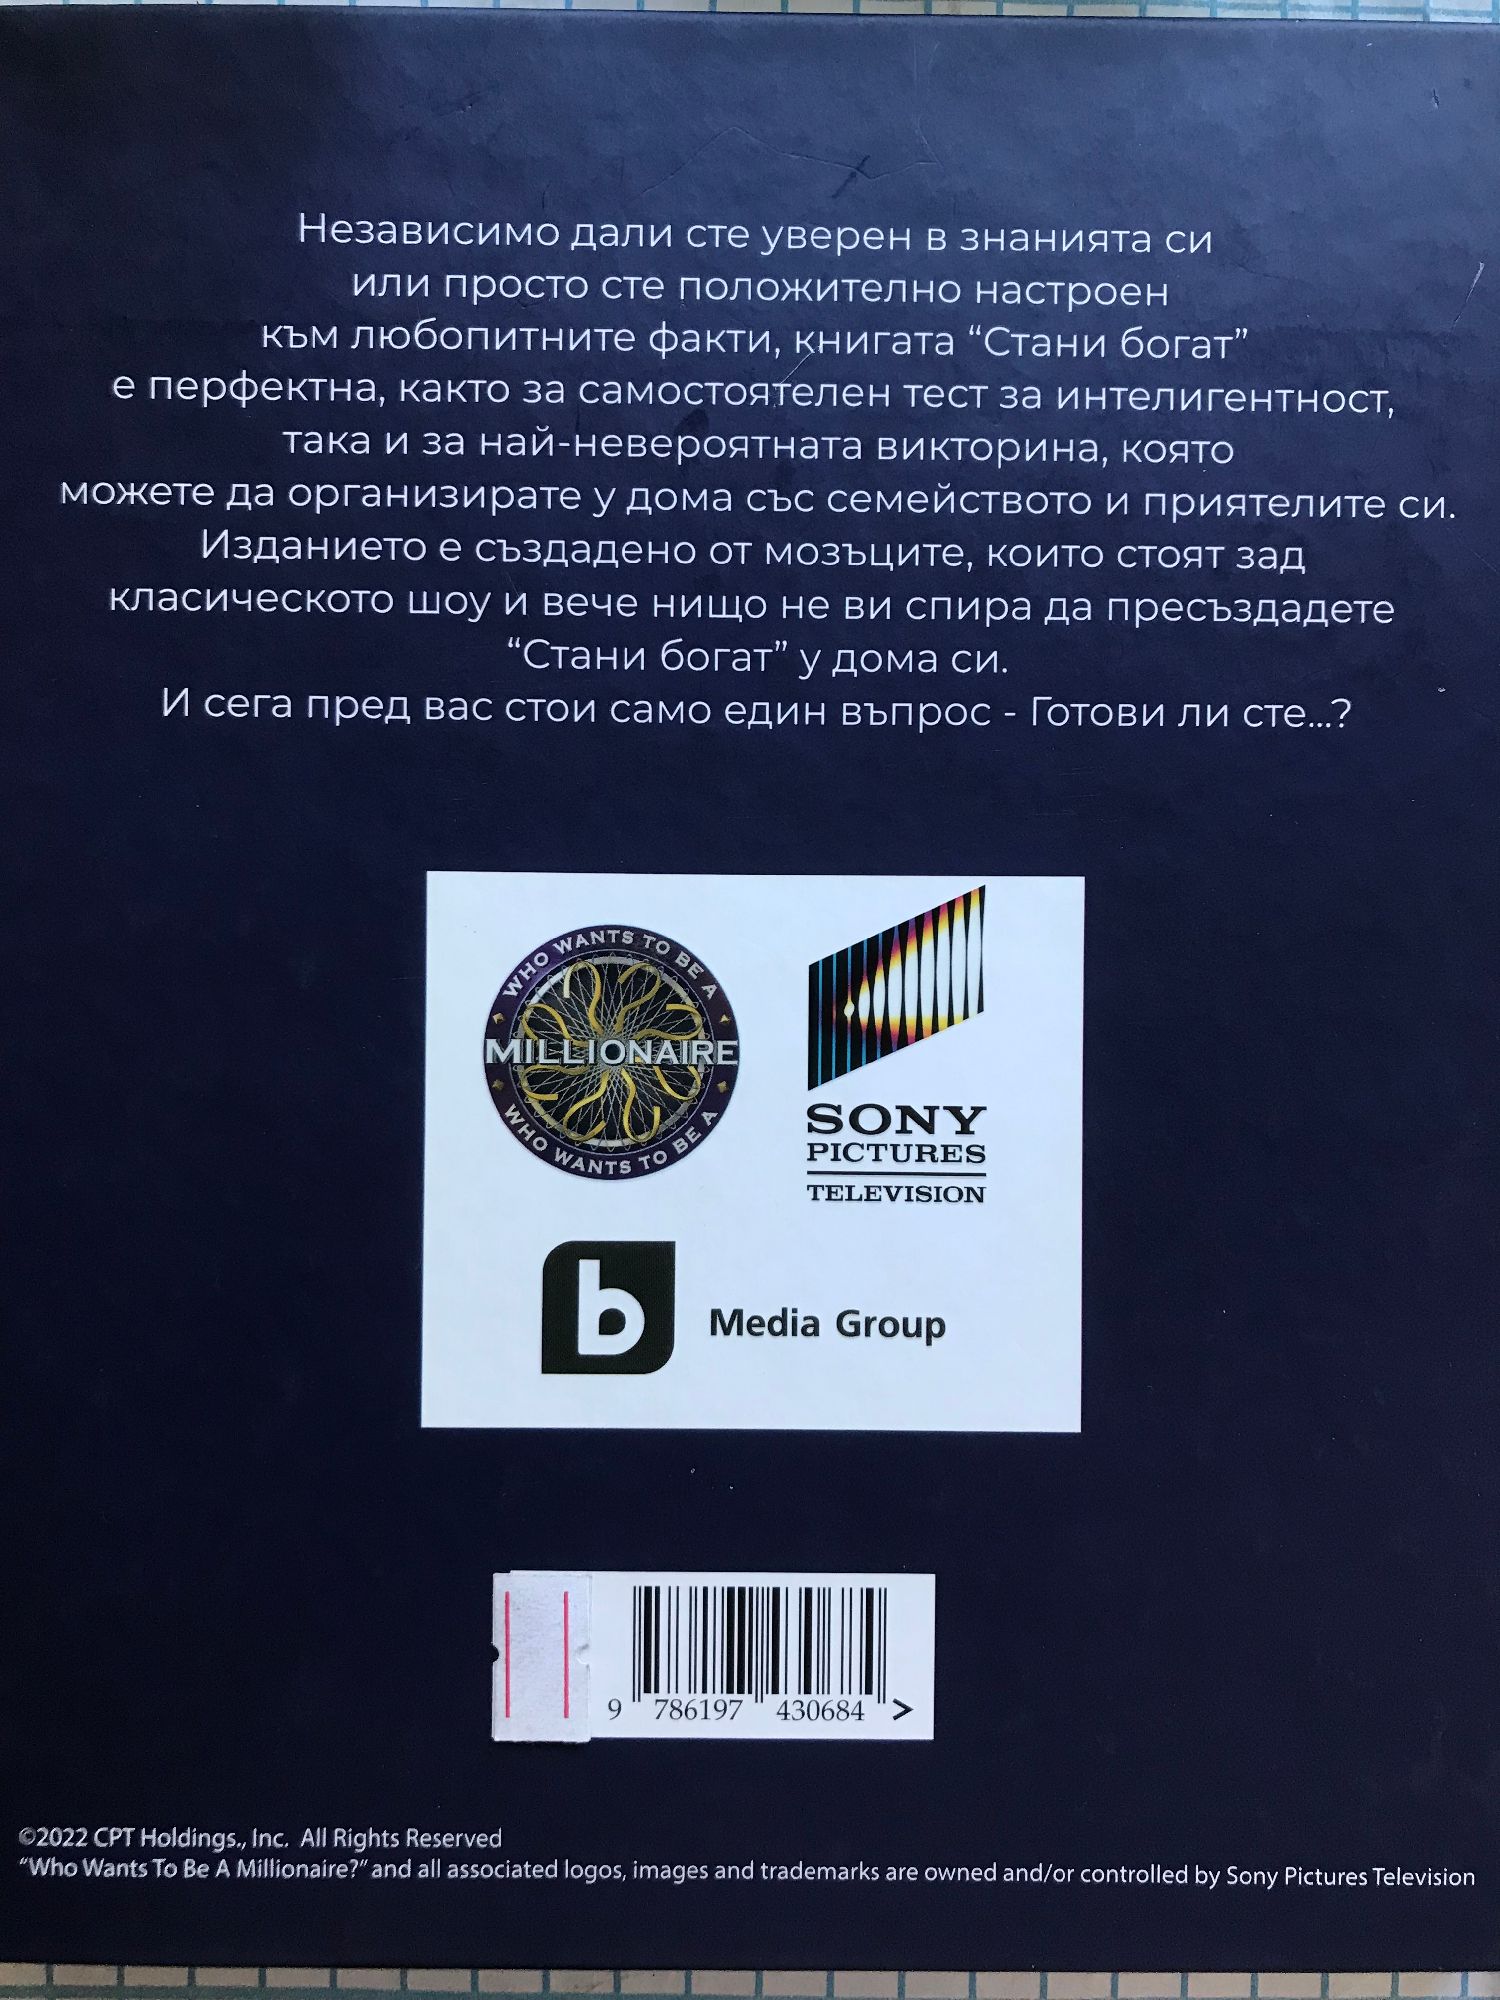 Независимо дали сте уверен в знанията си
или просто сте положително настроен
към любопитните факти, книгата “Стани богат”
е перфектна, както за самостоятелен тест за интелигентност,
така и за най-невероятната викторина, която
можете да организирате у дома със семейството и приятелите си.
Изданието е създадено от мозъците, които стоят зад
класическото шоу и вече нищо не ви спира да пресъздадете
“Стани богат” у дома си.
И сега пред вас стои само един въпрос - Готови ли сте...?
WHO WANTS TO BE A
MILLIONAIRE
WHO WANTS TO BE A
SONY
PICTURES
TELEVISION
b Media Group
9 786197 430684 >
©2022 CPT Holdings., Inc. All Rights Reserved
“Who Wants To Be A Millionaire?” and all associated logos, images and trademarks are owned and/or controlled by Sony Pictures Television